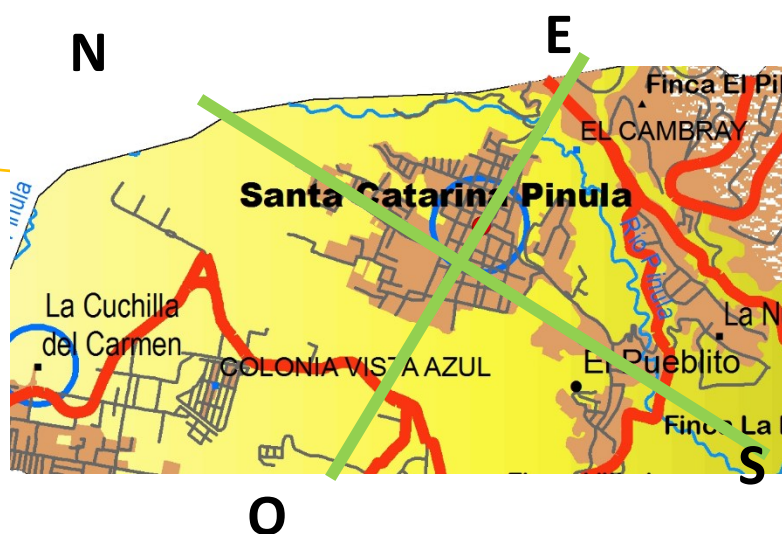 N
E
Finca El Pi
EL CAMBRAY
Santa Catarina Pinula
Río Pinula
La Cuchilla
del Carmen
La N
COLONIA VISTA AZUL
El Pueblito
Finca La
S
O